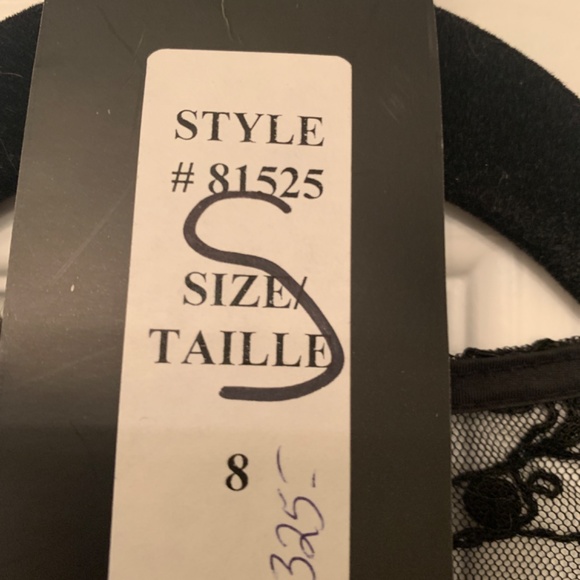 STYLE
# 81525
S
SIZE/
TAILLE
8
325-